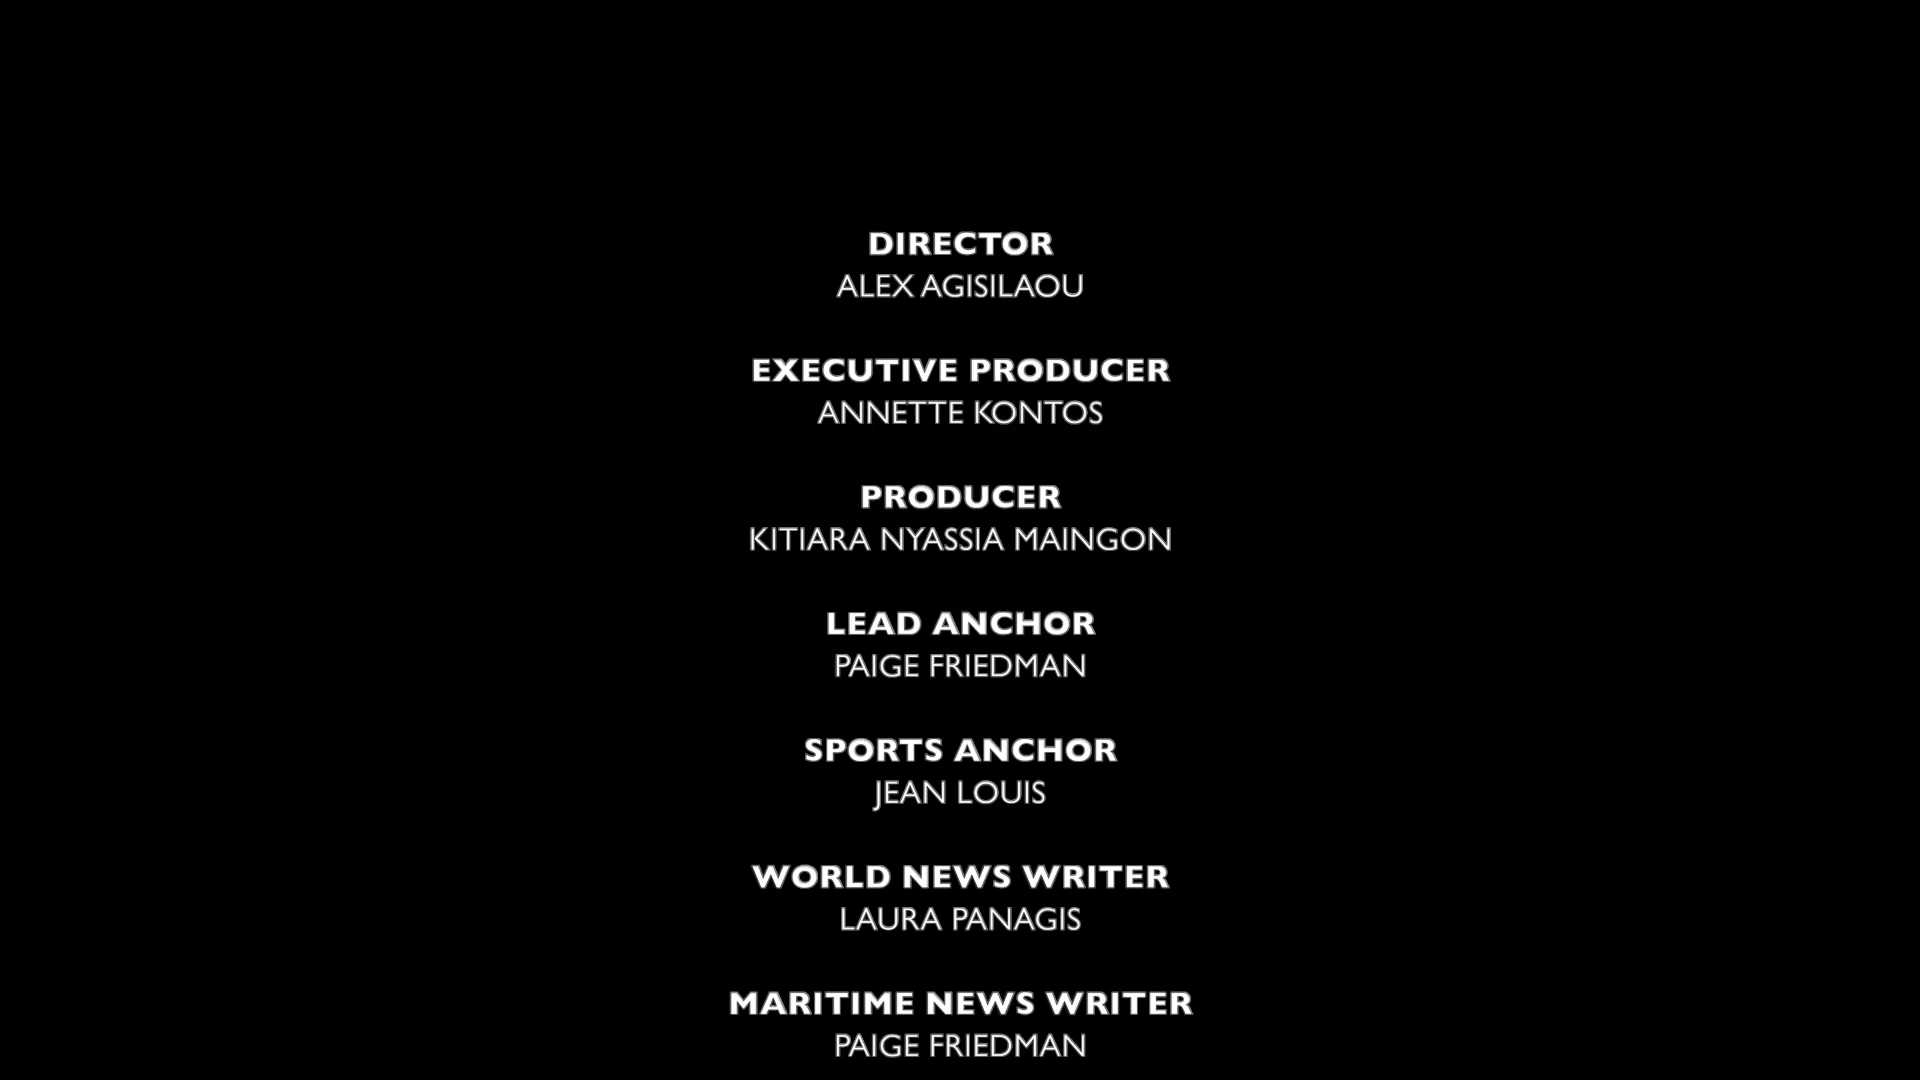 DIRECTOR
ALEX AGISILAOU
EXECUTIVE PRODUCER
ANNETTE KONTOS
PRODUCER
KITIARA NYASSIA MAINGON
LEAD ANCHOR
PAIGE FRIEDMAN
SPORTS ANCHOR
JEAN LOUIS
WORLD NEWS WRITER
LAURA PANAGIS
MARITIME NEWS WRITER
PAIGE FRIEDMAN